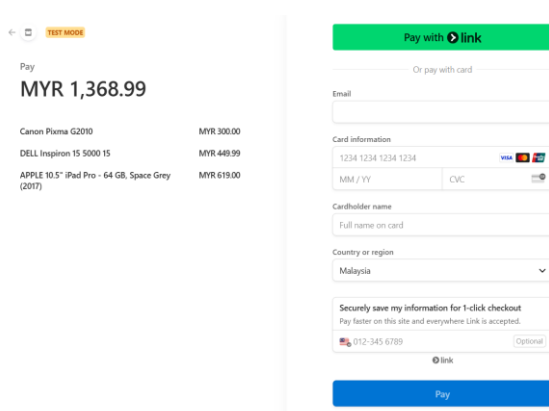 TEST MODE
Pay
MYR 1,368.99
Canon Pixma G2010 MYR 300.00
DELL Inspiron 15 5000 15 MYR 449.99
APPLE 10.5" iPad Pro - 64 GB, Space Grey MYR 619.00
(2017)
Pay with link
Or pay with card
Email
Card information
1234 1234 1234 1234 VISA
MM / YY CVC
Cardholder name
Full name on card
Country or region
Malaysia
Securely save my information for 1-click checkout
Pay faster on this site and everywhere Link is accepted.
012-345 6789 Optional
link
Pay